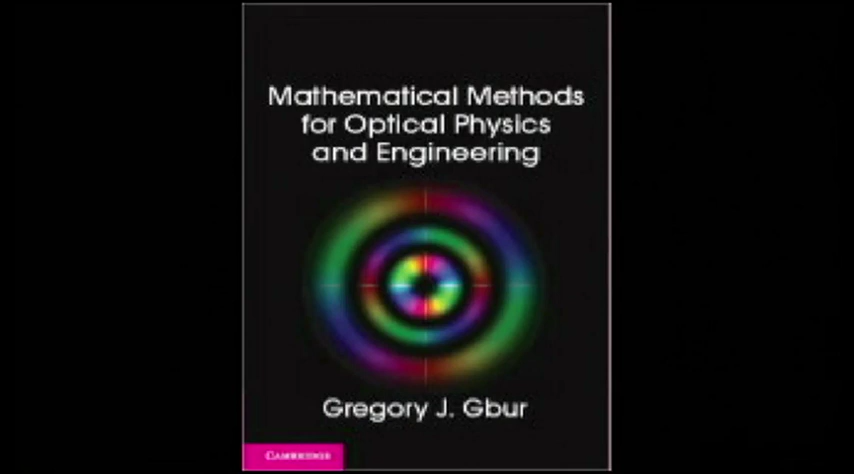 Mathematical Methods
for Optical Physics
and Engineering
Gregory J. Gbur
CAMBRIDGE